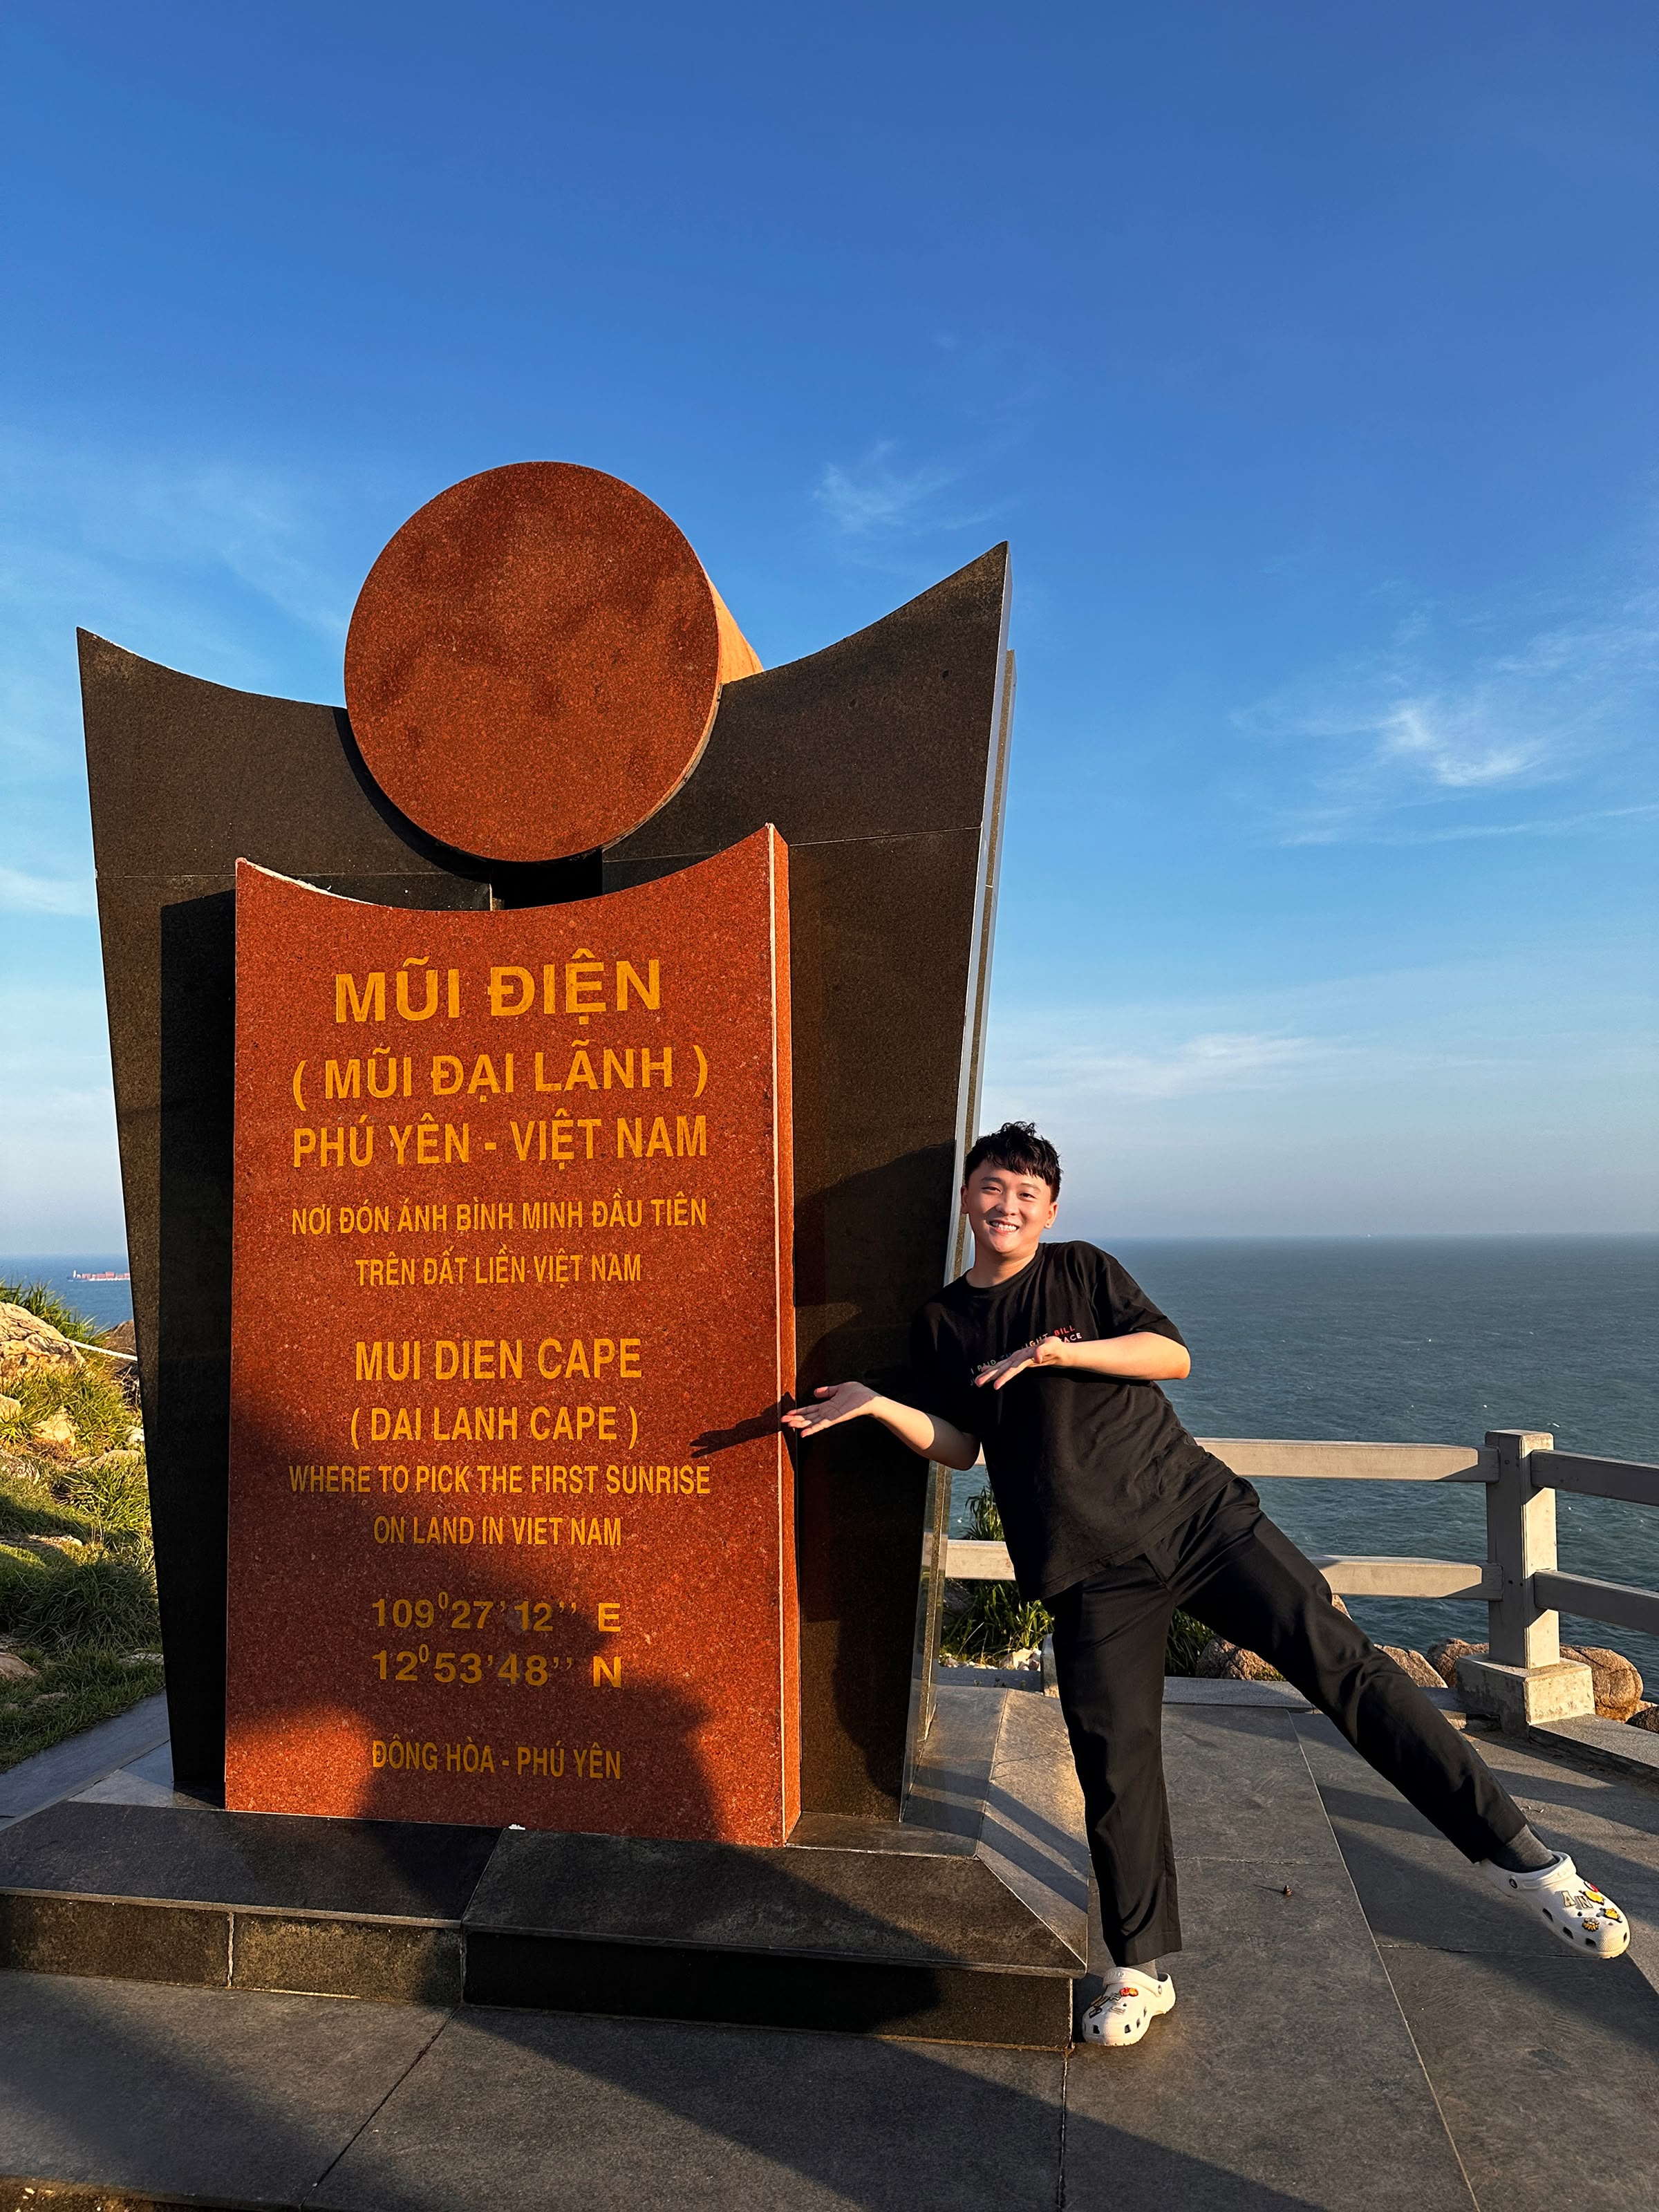 MŨI ĐIỆN
( MŨI ĐẠI LÃNH )
PHÚ YÊN - VIỆT NAM
NƠI ĐÓN ÁNH BÌNH MINH ĐẦU TIÊN
TRÊN ĐẤT LIỀN VIỆT NAM
MUI DIEN CAPE
( DAI LANH CAPE )
WHERE TO PICK THE FIRST SUNRISE
ON LAND IN VIET NAM
109⁰27'12'' E
12⁰53'48'' N
ĐÔNG HÒA - PHÚ YÊN
I PAID BILL